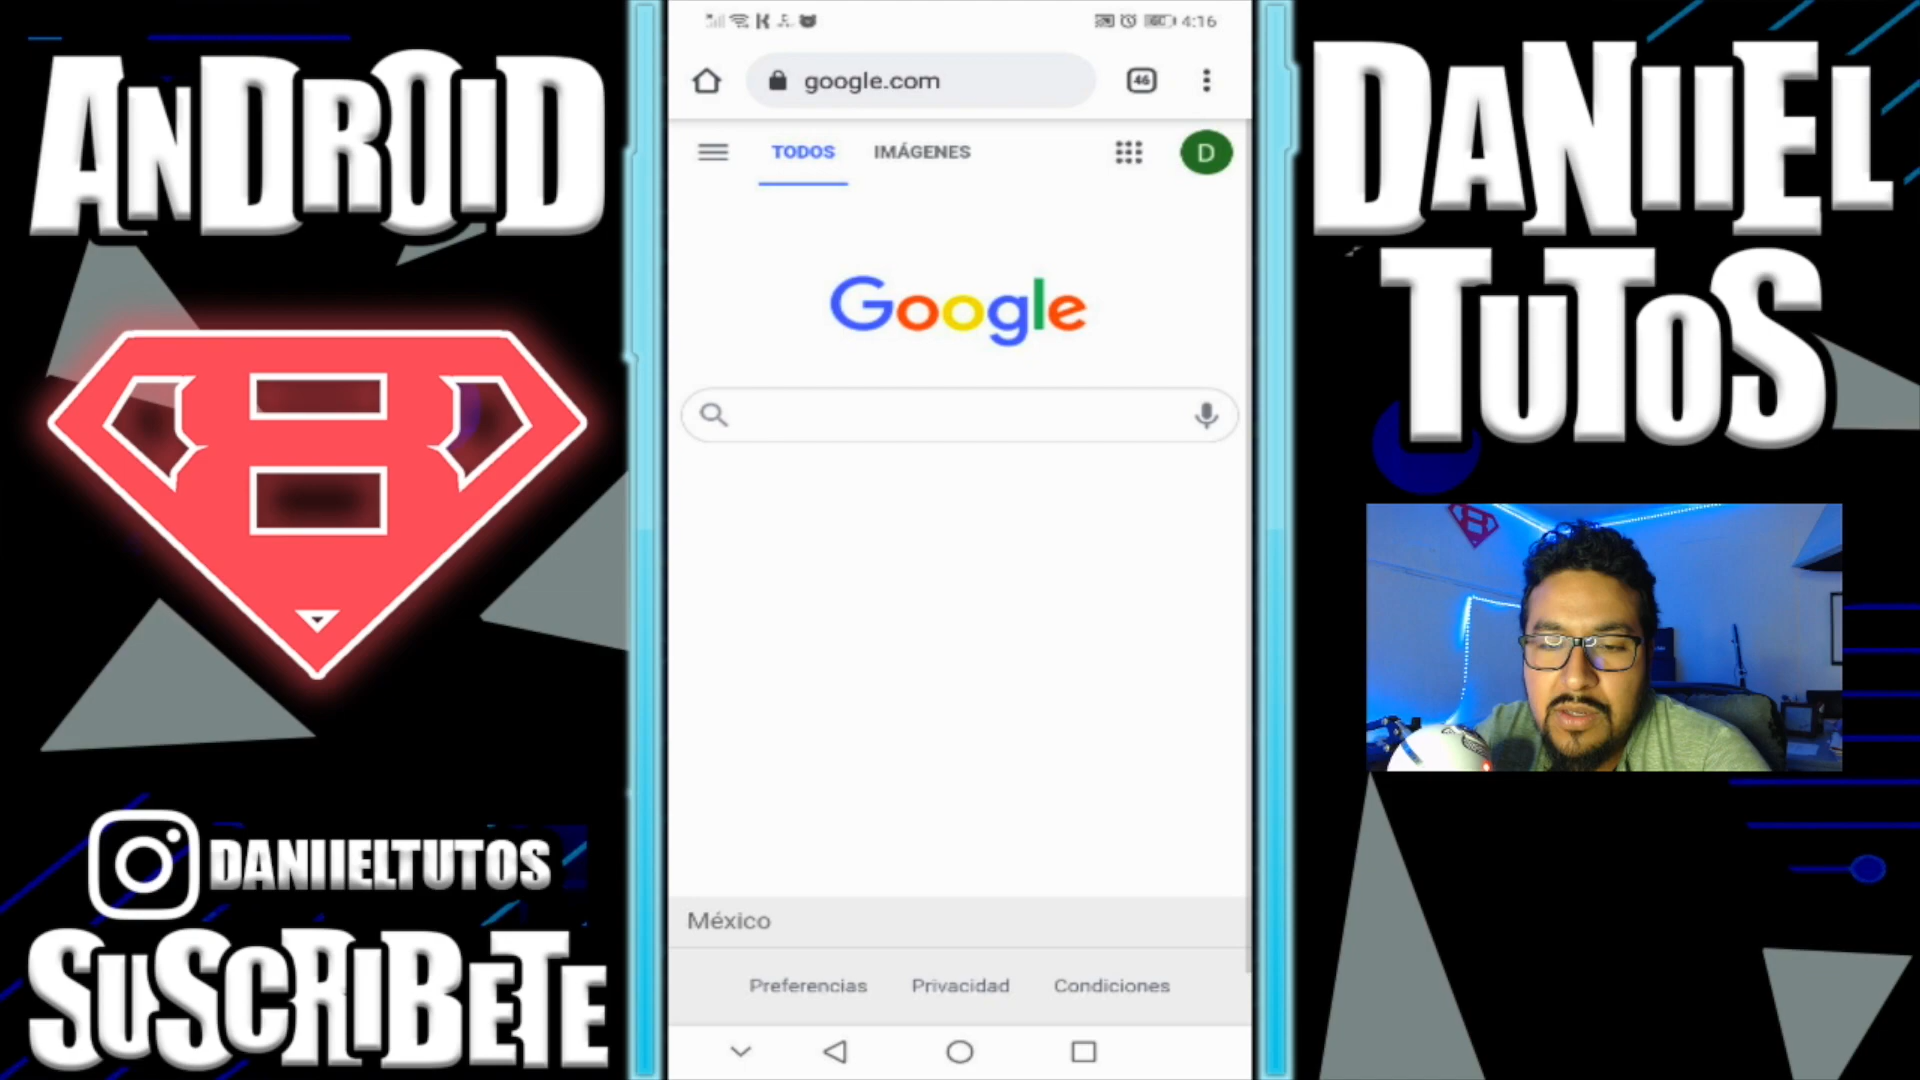 ANDROID
DANIIELTUTOS
SUSCRIBETE
4:16
google.com
46
TODOS
IMÁGENES
D
Google
México
Preferencias
Privacidad
Condiciones
DANIIEL
TUTOS